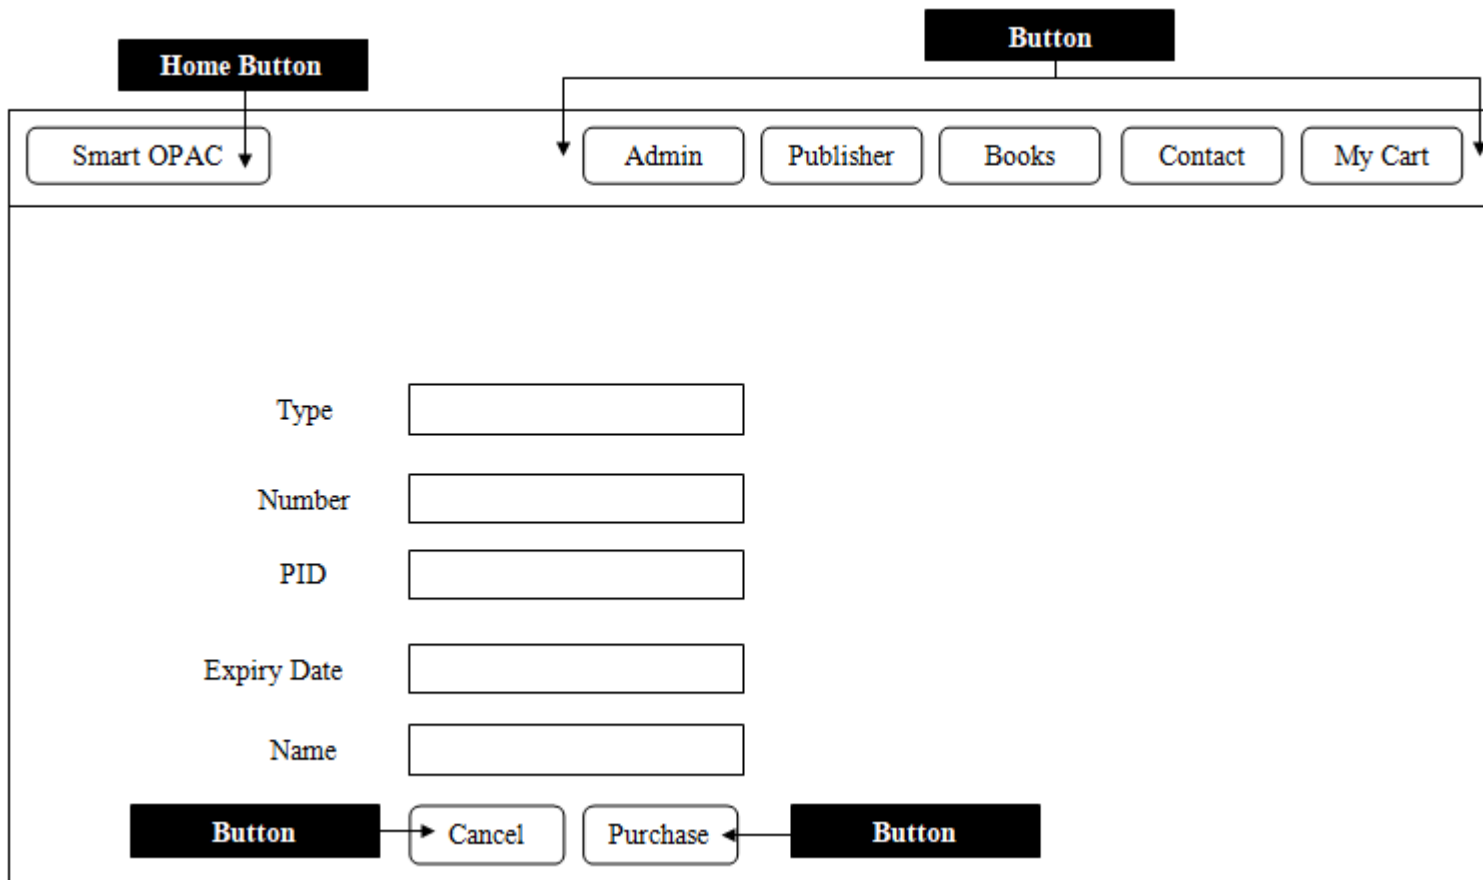 Button
Home Button
Smart OPAC
Admin
Publisher
Books
Contact
My Cart
Type
Number
PID
Expiry Date
Name
Button
Cancel
Purchase
Button